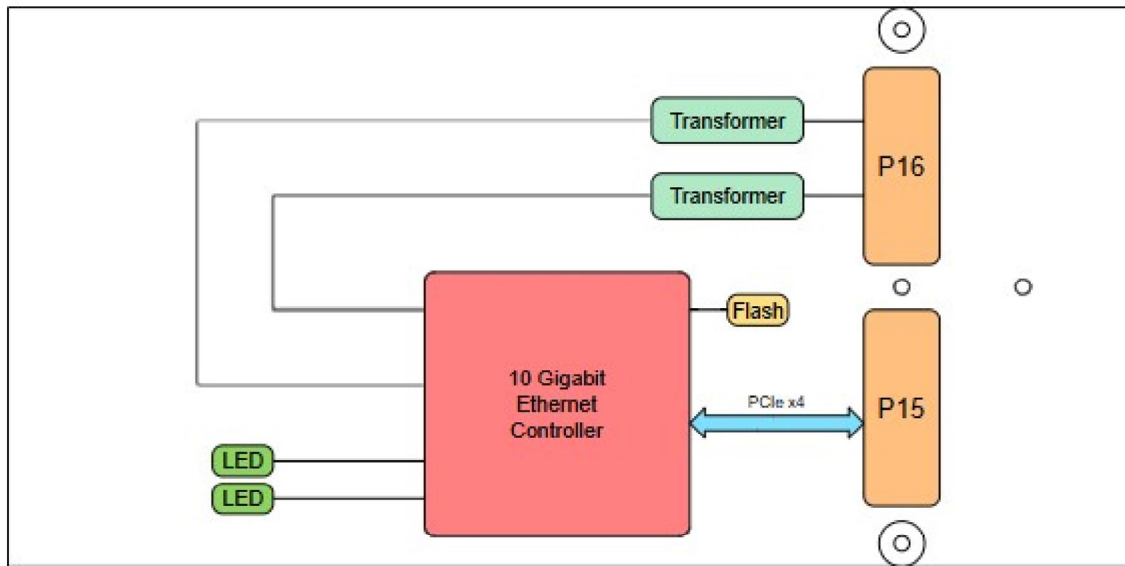 Transformer
P16
Transformer
Flash
10 Gigabit
Ethernet
Controller
PCIe x4
P15
LED
LED